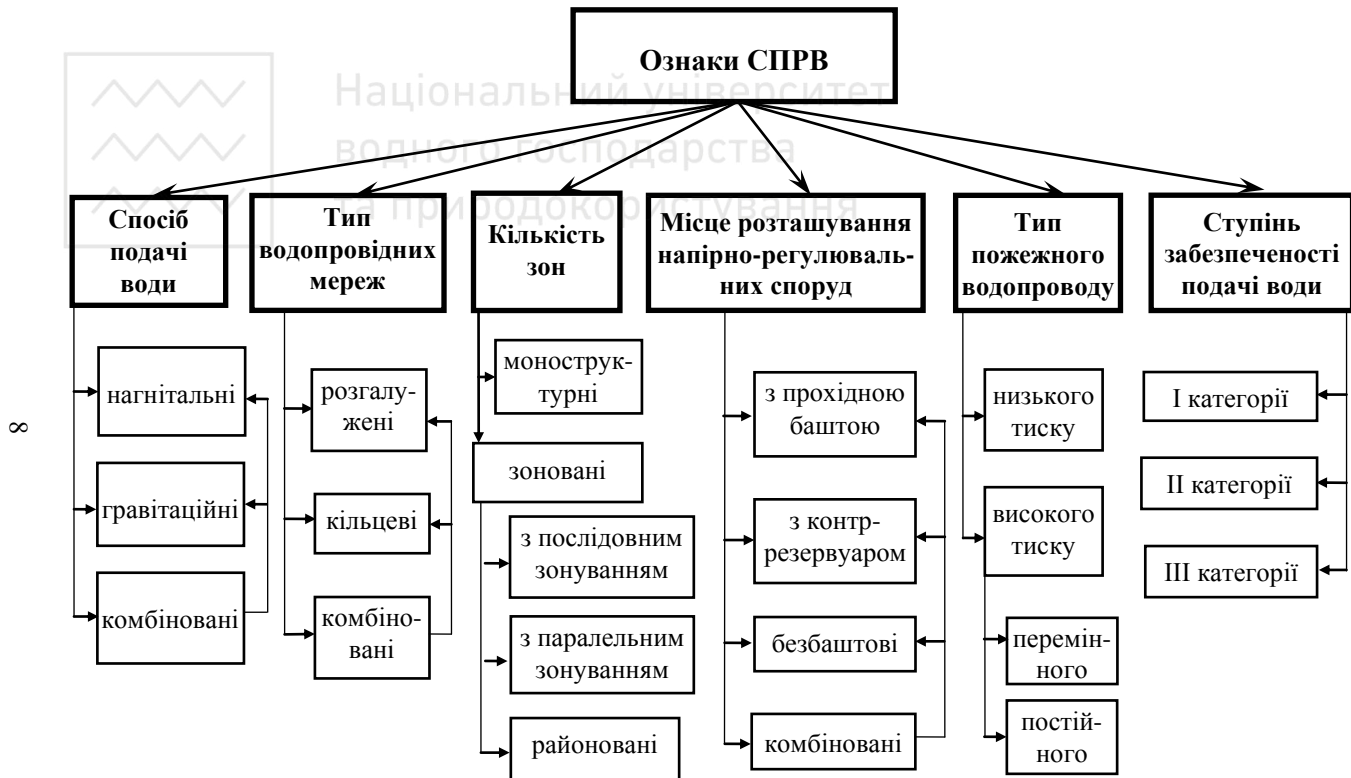 Ознаки СПРВ
Національний університет
водного господарства
та природокористування
Спосіб
подачі
води
Тип
водопровідних
мереж
Кількість
зон
Місце розташування
напірно-регулюваль-
них споруд
Тип
пожежного
водопроводу
Ступінь
забезпеченості
подачі води
нагнітальні
гравітаційні
комбіновані
розгалу-
жені
кільцеві
комбіно-
вані
монострук-
турні
зоновані
з послідовним
зонуванням
з паралельним
зонуванням
районовані
з прохідною
баштою
з контр-
резервуаром
безбаштові
комбіновані
низького
тиску
високого
тиску
перемін-
ного
постій-
ного
І категорії
ІІ категорії
ІІІ категорії
8